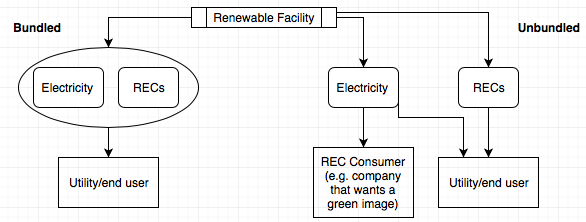 Renewable Facility
Bundled
Unbundled
Electricity
RECs
Electricity
RECs
Utility/end user
REC Consumer
(e.g. company
that wants a
green image)
Utility/end user